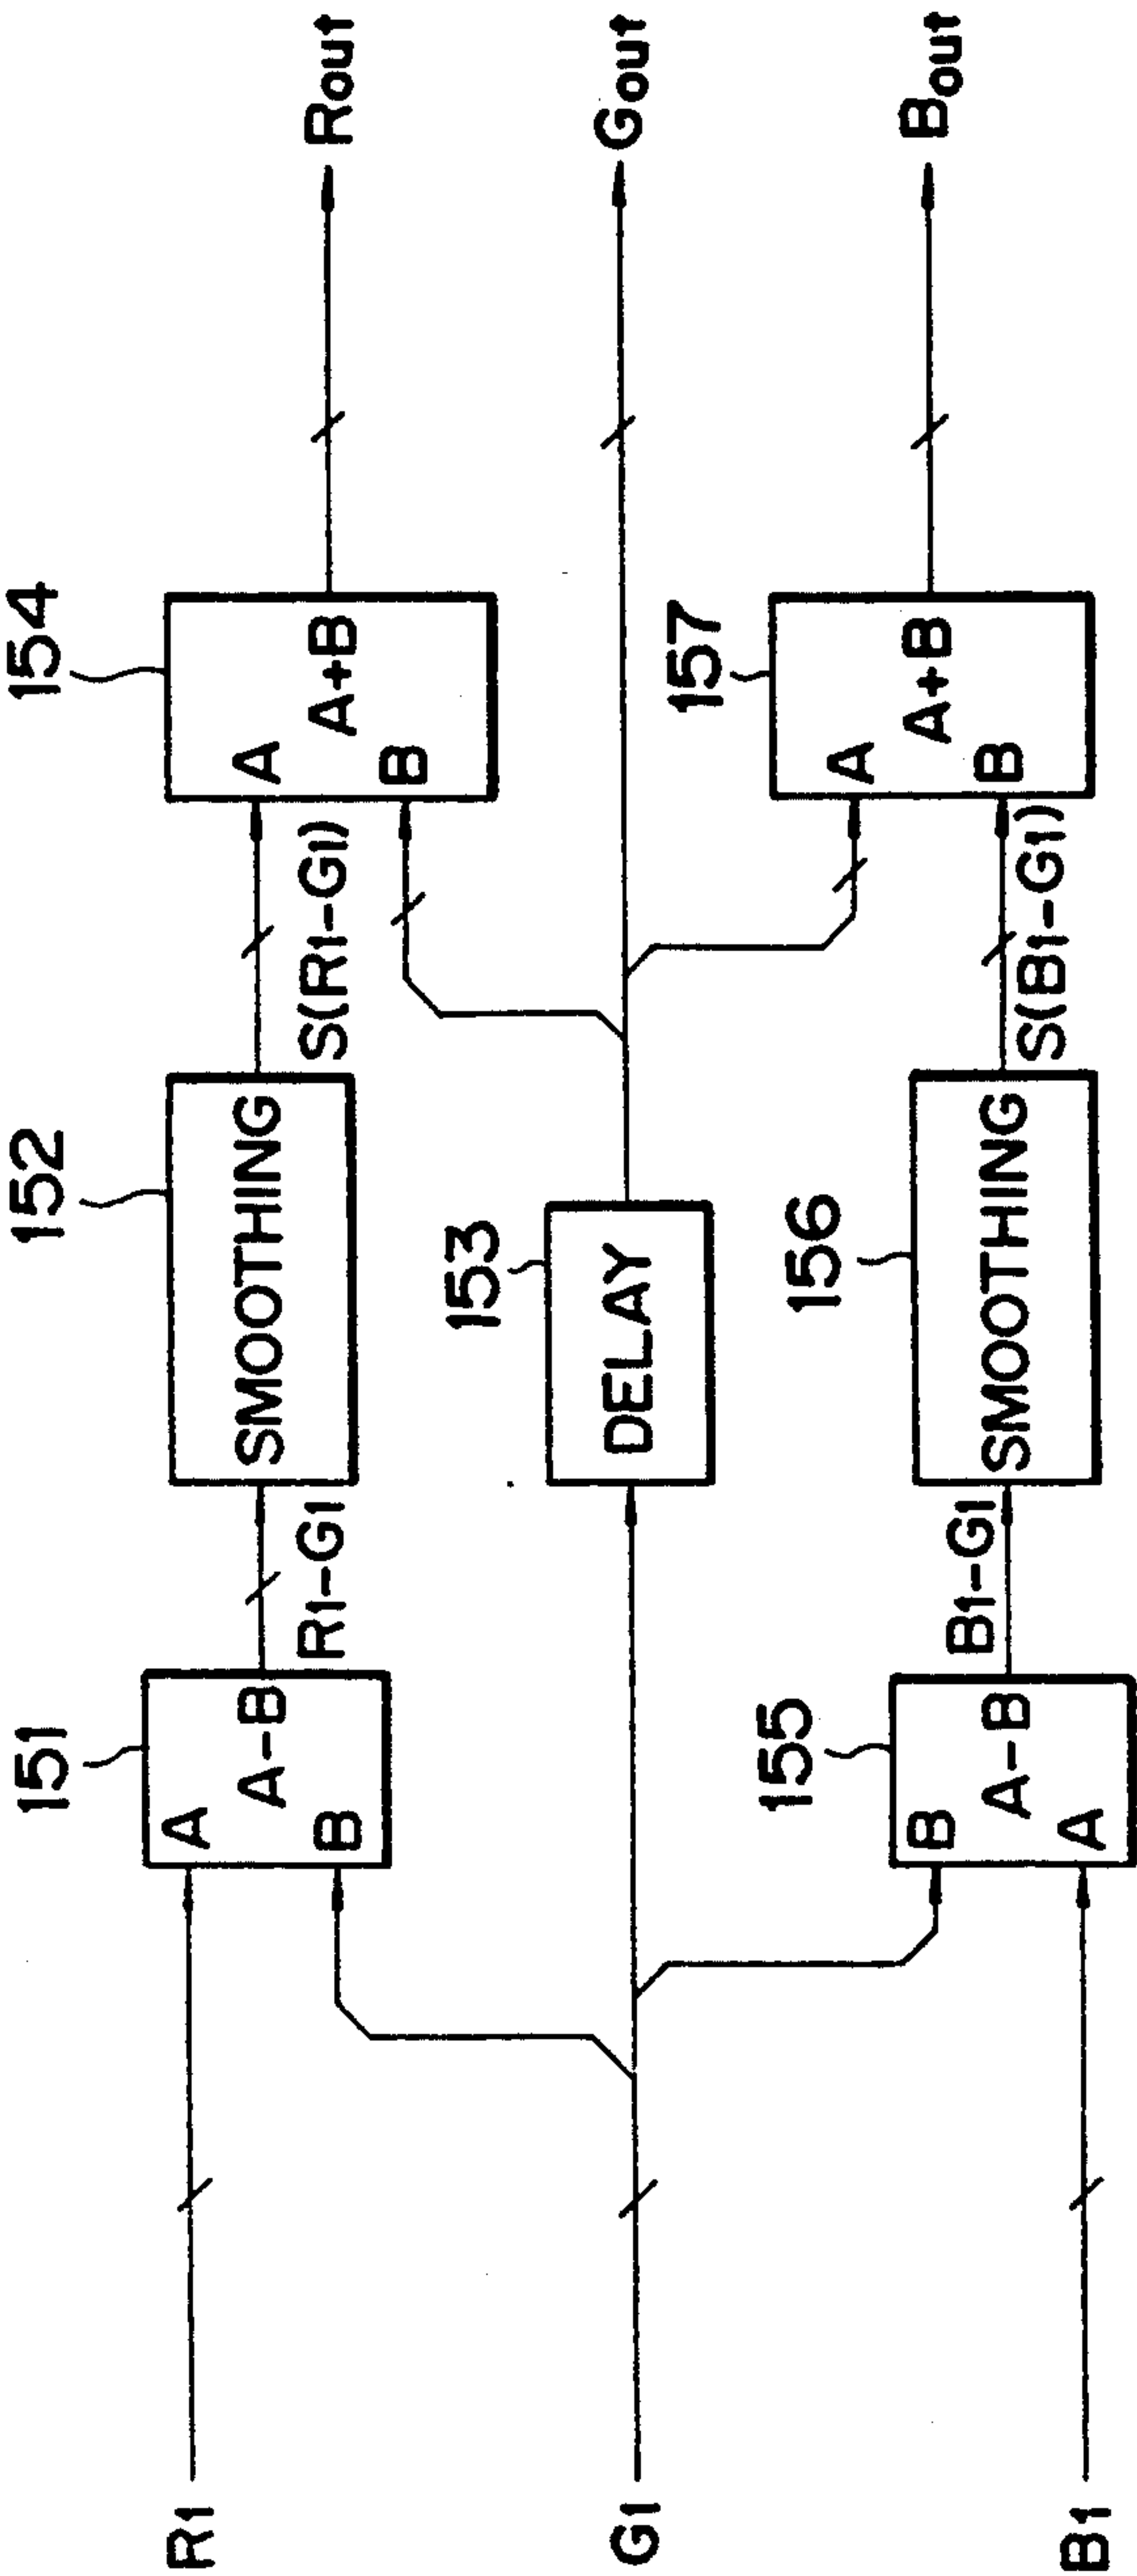 R1
G1
B1
151
A
A-B
B
155
B
A-B
A
R1-G1
B1-G1
152
SMOOTHING
153
DELAY
156
SMOOTHING
S(R1-G1)
S(B1-G1)
154
A
A+B
B
157
A
A+B
B
Rout
Gout
Bout